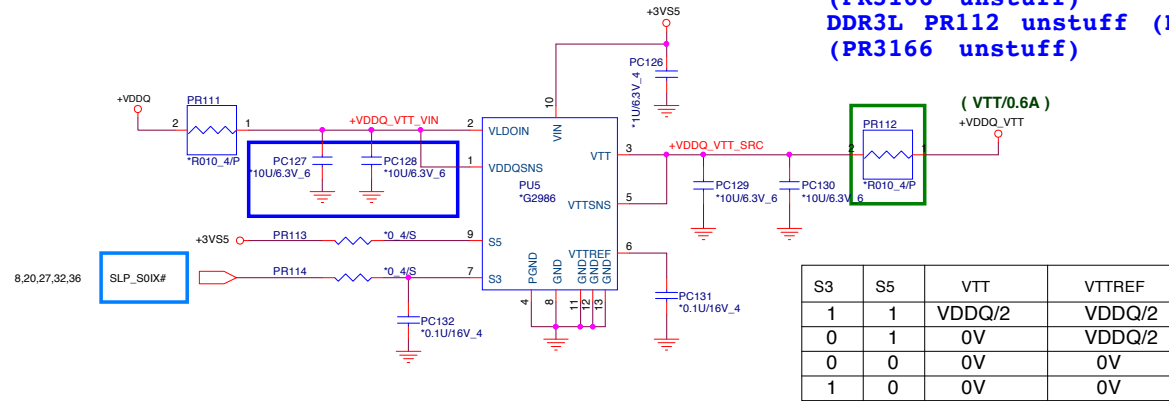 (PR3166 unstuff)
DDR3L PR112 unstuff
(PR3166 unstuff)
+3VS5
PC126
*1U/6.3V_4
10
VIN
+VDDQ
PR111
2
1
*R010_4/P
+VDDQ_VTT_VIN
PC127
*10U/6.3V_6
PC128
*10U/6.3V_6
2
VLDOIN
1
VDDQSNS
PU5
*G2986
VTT
3
VTTSNS
5
+VDDQ_VTT_SRC
PC129
*10U/6.3V_6
PC130
*10U/6.3V_6
( VTT/0.6A )
+VDDQ_VTT
PR112
2
1
*R010_4/P
+3VS5
PR113
*0_4/S
9
S5
8,20,27,32,36
SLP_S0IX#
PR114
*0_4/S
7
S3
PC132
*0.1U/16V_4
VTTREF
6
PC131
*0.1U/16V_4
PGND
GND
GND
GND
GND
4
8
11
12
13
S3 S5 VTT VTTREF
1 1 VDDQ/2 VDDQ/2
0 1 0V VDDQ/2
0 0 0V 0V
1 0 0V 0V